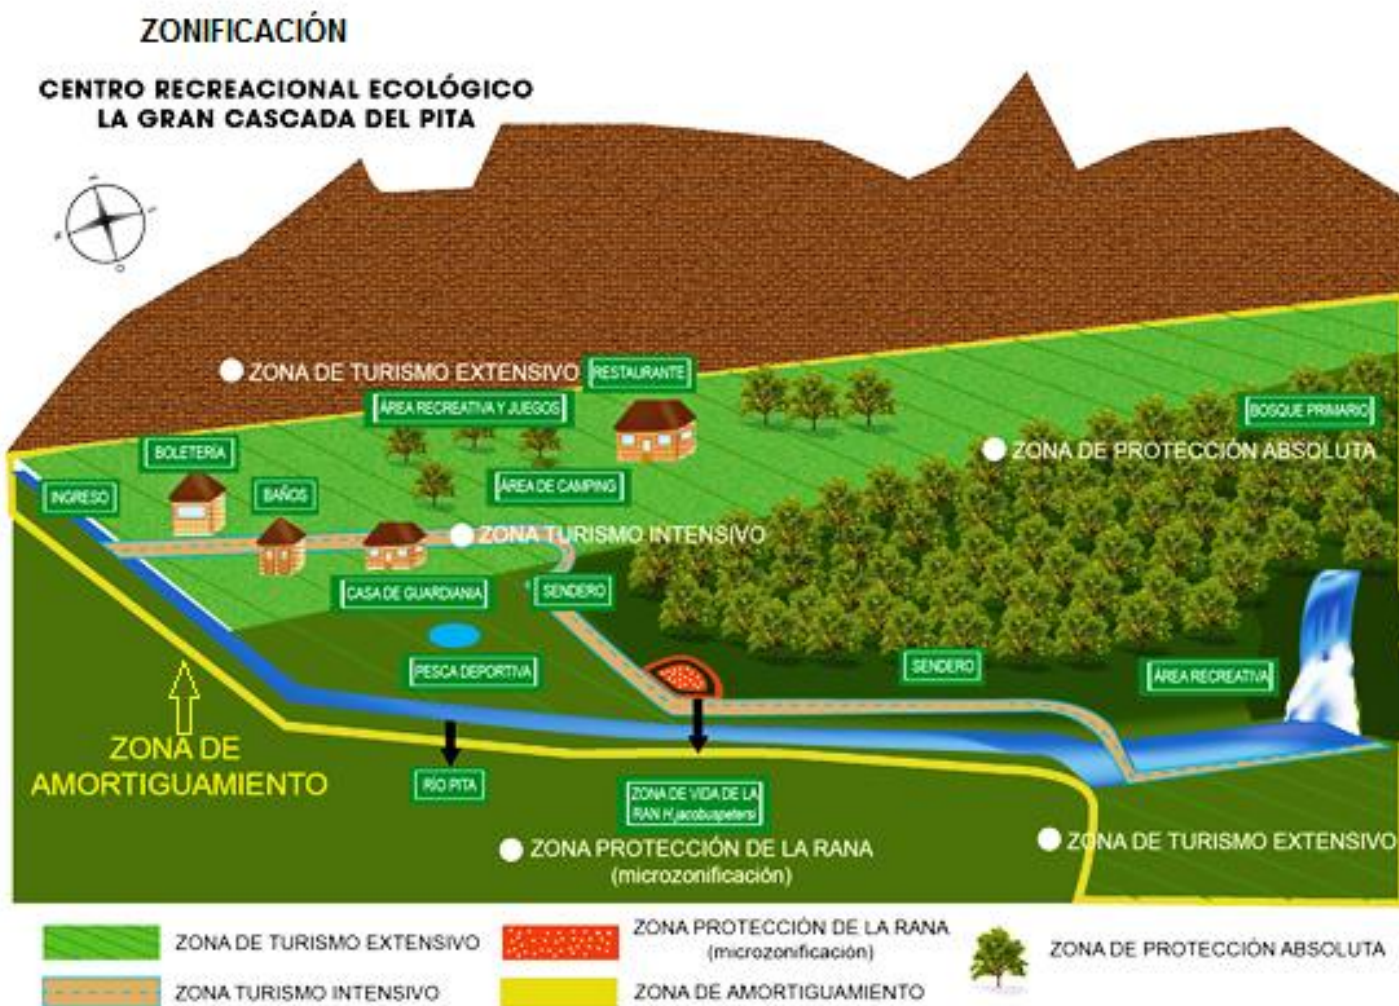 ZONIFICACIÓN
CENTRO RECREACIONAL ECOLÓGICO
LA GRAN CASCADA DEL PITA
ZONA DE TURISMO EXTENSIVO
RESTAURANTE
ÁREA RECREATIVA Y JUEGOS
BOSQUE PRIMARIO
BOLETERÍA
ZONA DE PROTECCIÓN ABSOLUTA
INGRESO
BAÑOS
ÁREA DE CAMPING
ZONA TURISMO INTENSIVO
CASA DE GUARDIANIA
SENDERO
PESCA DEPORTIVA
SENDERO
ÁREA RECREATIVA
ZONA DE
AMORTIGUAMIENTO
RÍO PITA
ZONA DE VIDA DE LA
RAN H.jacobuspetersi
ZONA PROTECCIÓN DE LA RANA
(microzonificación)
ZONA DE TURISMO EXTENSIVO
ZONA DE TURISMO EXTENSIVO
ZONA PROTECCIÓN DE LA RANA
(microzonificación)
ZONA DE PROTECCIÓN ABSOLUTA
ZONA TURISMO INTENSIVO
ZONA DE AMORTIGUAMIENTO